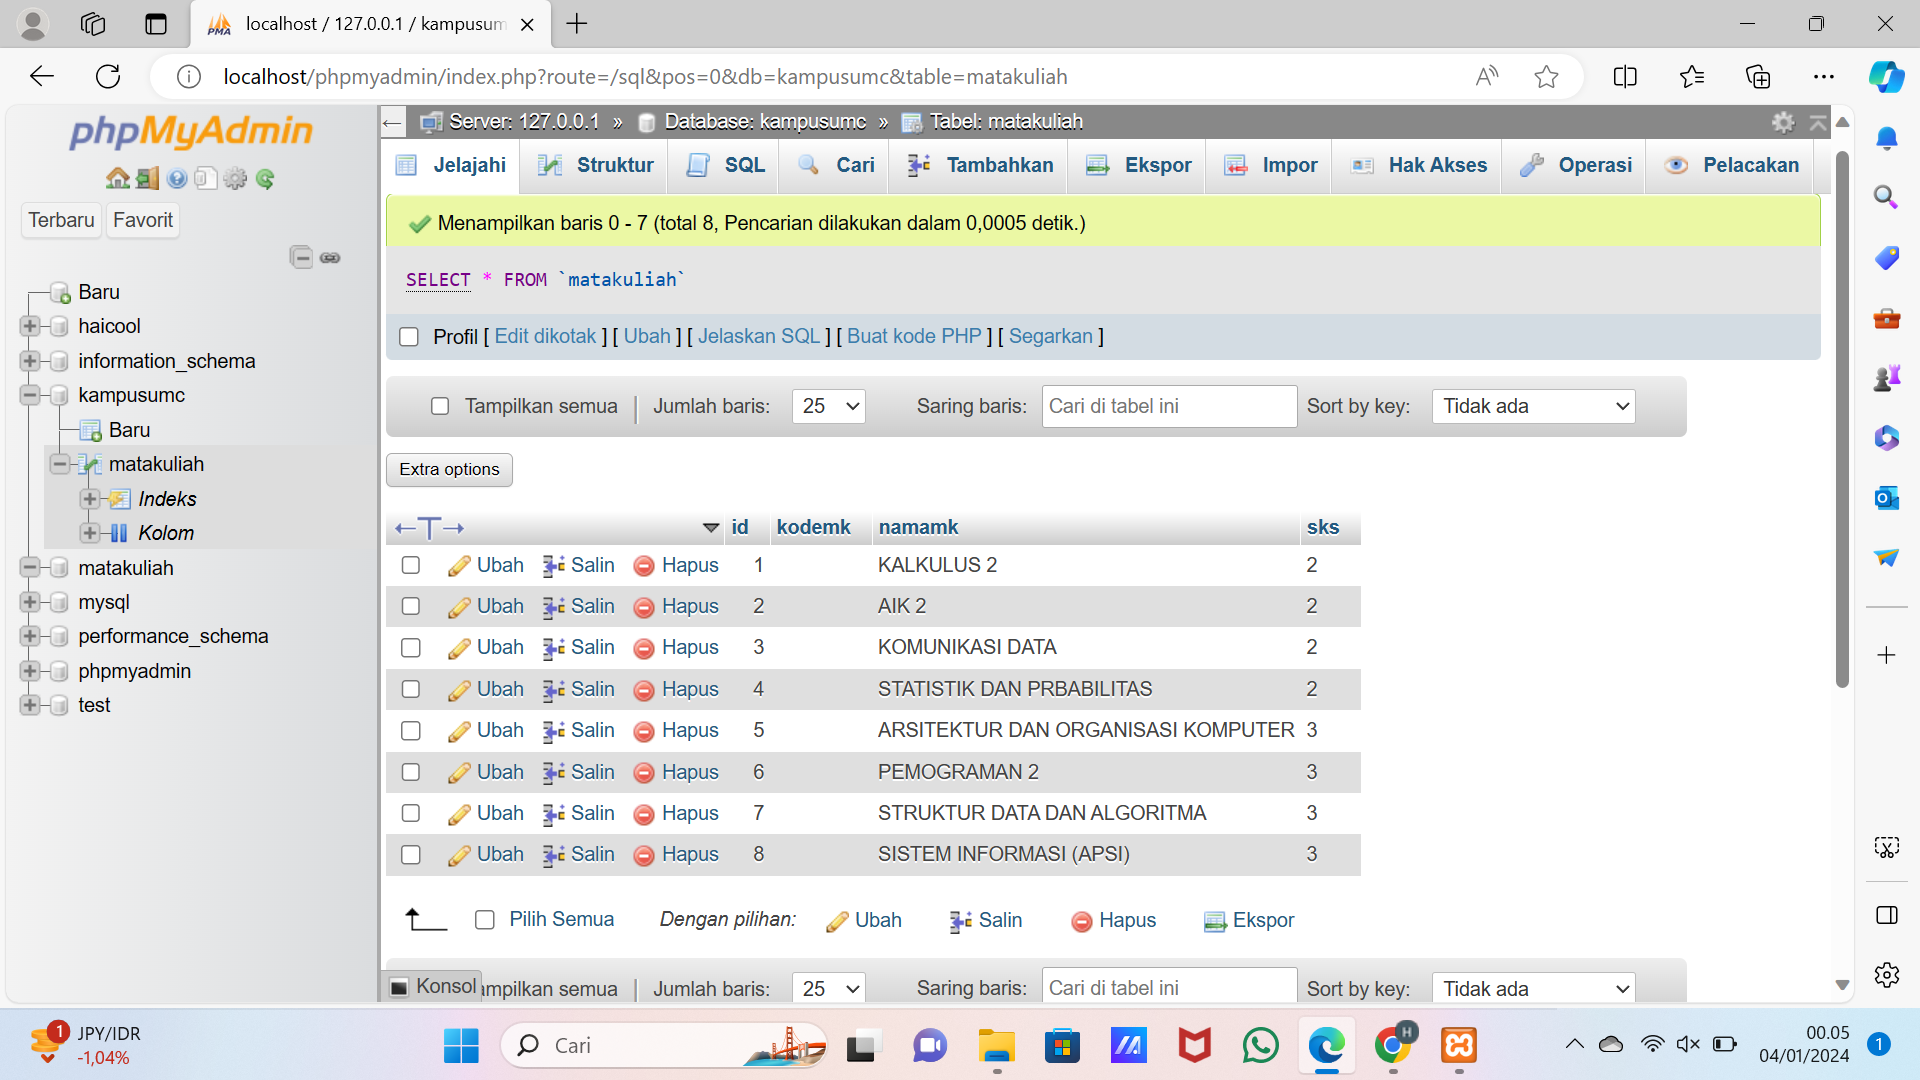 localhost / 127.0.0.1 / kampusum
localhost/phpmyadmin/index.php?route=/sql&pos=0&db=kampusumc&table=matakuliah
phpMyAdmin
Terbaru Favorit
Baru
haicool
information_schema
kampusumc
Baru
matakuliah
Indeks
Kolom
matakuliah
mysql
performance_schema
phpmyadmin
test
Server: 127.0.0.1 » Database: kampusumc » Tabel: matakuliah
Jelajahi Struktur SQL Cari Tambahkan Ekspor Impor Hak Akses Operasi Pelacakan
Menampilkan baris 0 - 7 (total 8, Pencarian dilakukan dalam 0,0005 detik.)
SELECT * FROM `matakuliah`
Profil [ Edit dikotak ] [ Ubah ] [ Jelaskan SQL ] [ Buat kode PHP ] [ Segarkan ]
Tampilkan semua | Jumlah baris: 25 Saring baris: Cari di tabel ini Sort by key: Tidak ada
Extra options
←T→ id kodemk namamk sks
Ubah Salin Hapus 1 KALKULUS 2 2
Ubah Salin Hapus 2 AIK 2 2
Ubah Salin Hapus 3 KOMUNIKASI DATA 2
Ubah Salin Hapus 4 STATISTIK DAN PRBABILITAS 2
Ubah Salin Hapus 5 ARSITEKTUR DAN ORGANISASI KOMPUTER 3
Ubah Salin Hapus 6 PEMOGRAMAN 2 3
Ubah Salin Hapus 7 STRUKTUR DATA DAN ALGORITMA 3
Ubah Salin Hapus 8 SISTEM INFORMASI (APSI) 3
Pilih Semua Dengan pilihan: Ubah Salin Hapus Ekspor
Konsol ampilkan semua | Jumlah baris: 25 Saring baris: Cari di tabel ini Sort by key: Tidak ada
1 JPY/IDR
-1,04%
Cari
H
00.05
04/01/2024
1